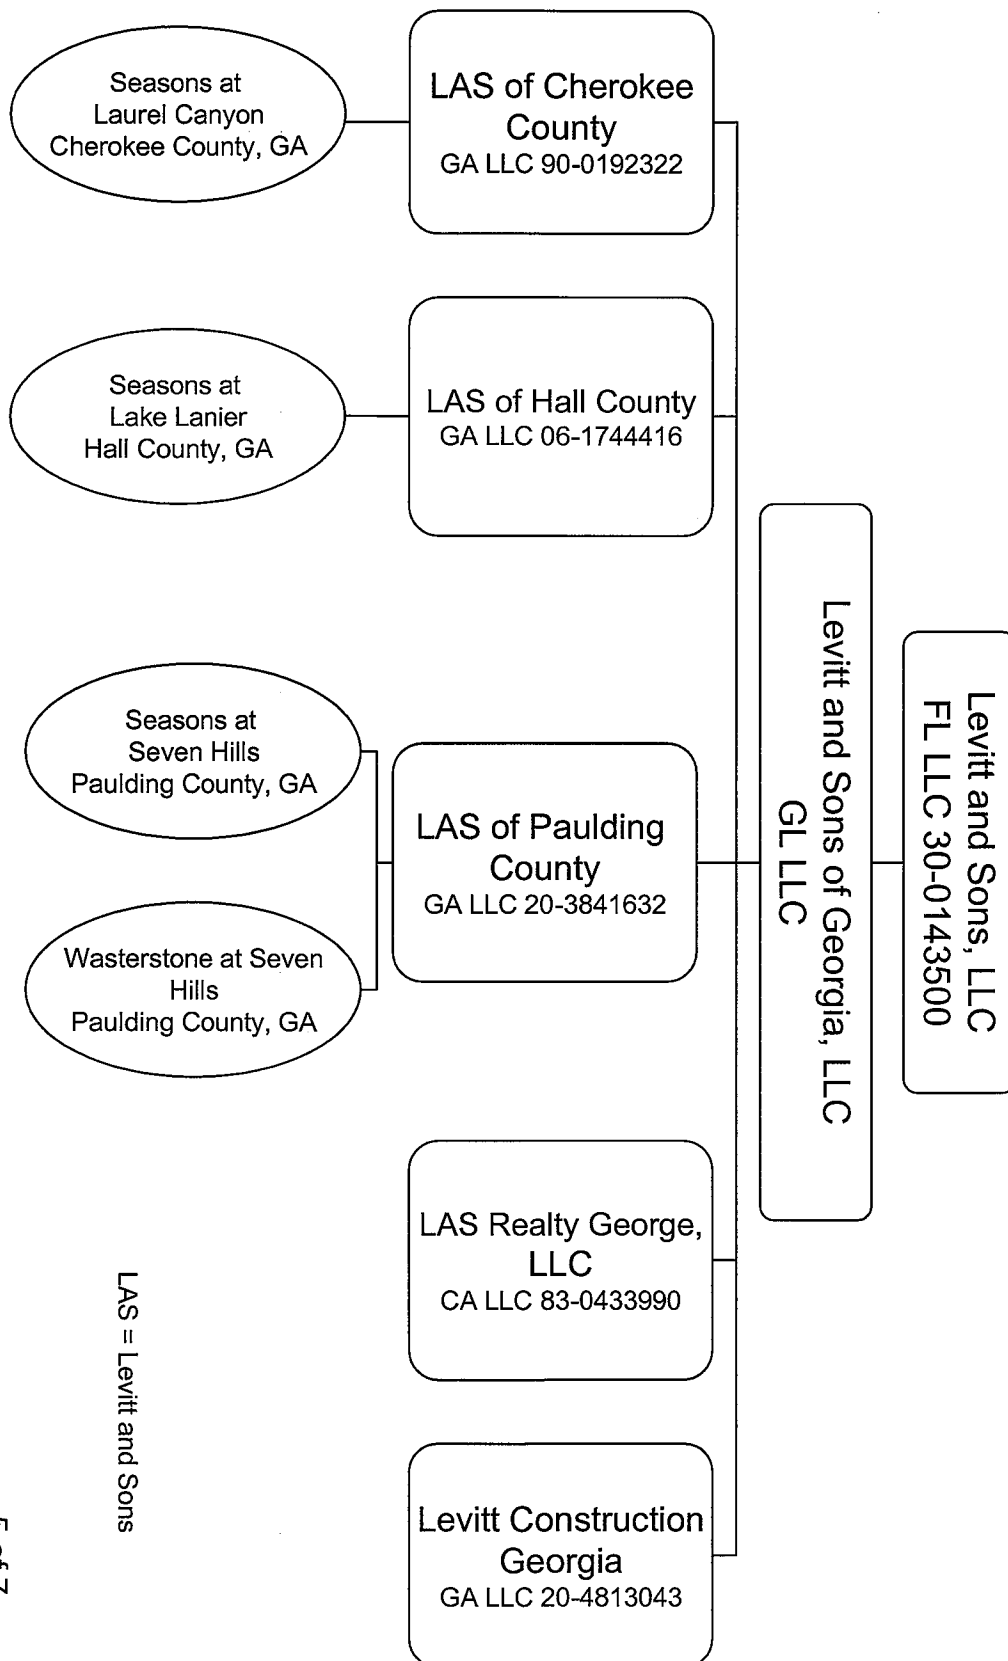 Levitt and Sons, LLC
FL LLC 30-0143500
Levitt and Sons of Georgia, LLC
GL LLC
LAS of Cherokee
County
GA LLC 90-0192322
Seasons at
Laurel Canyon
Cherokee County, GA
LAS of Hall County
GA LLC 06-1744416
Seasons at
Lake Lanier
Hall County, GA
LAS of Paulding
County
GA LLC 20-3841632
Seasons at
Seven Hills
Paulding County, GA
Wasterstone at Seven
Hills
Paulding County, GA
LAS Realty George,
LLC
CA LLC 83-0433990
Levitt Construction
Georgia
GA LLC 20-4813043
LAS = Levitt and Sons
5 of 7